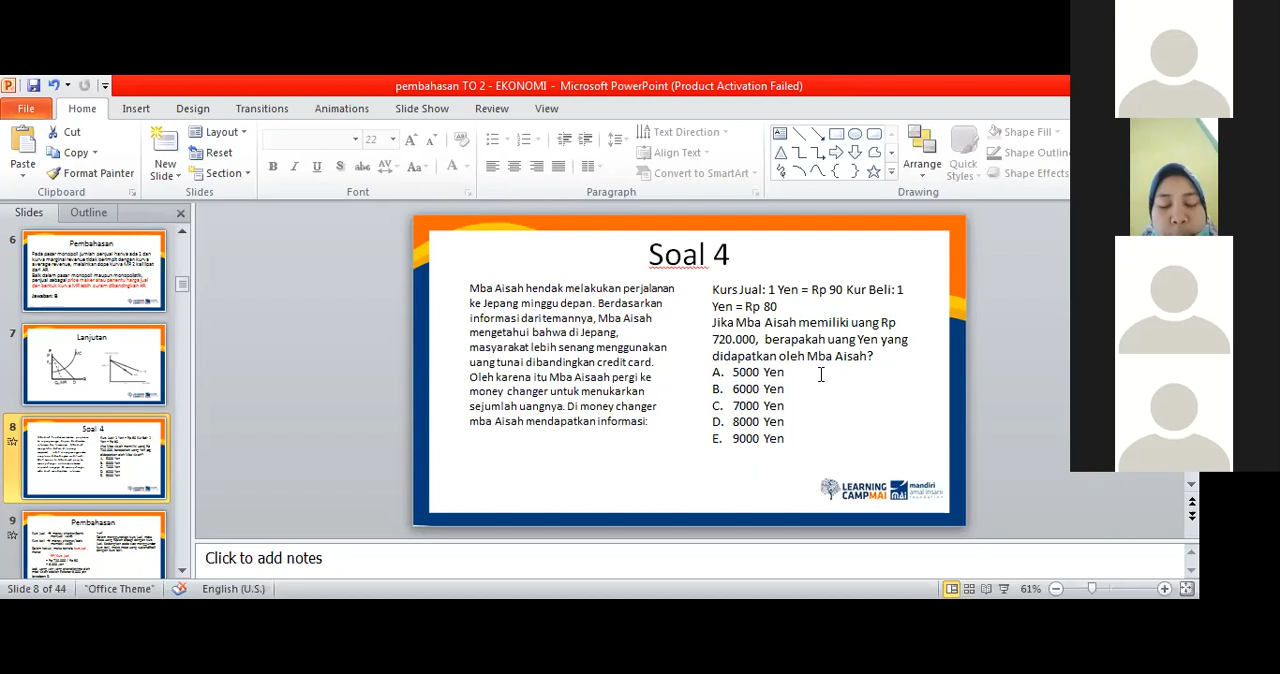 pembahasan TO 2 - EKONOMI - Microsoft PowerPoint (Product Activation Failed)
File Home Insert Design Transitions Animations Slide Show Review View
Paste
Cut
Copy
Format Painter
Clipboard
New Slide
Layout
Reset
Section
Slides
22
Font
Paragraph
Text Direction
Align Text
Convert to SmartArt
Arrange
Quick Styles
Shape Fill
Shape Outlin
Shape Effects
Drawing
Slides Outline
6
Pembahasan
Jawaban: B
7
Lanjutan
8
Soal 4
9
Pembahasan
Soal 4
Mba Aisah hendak melakukan perjalanan
ke Jepang minggu depan. Berdasarkan
informasi dari temannya, Mba Aisah
mengetahui bahwa di Jepang,
masyarakat lebih senang menggunakan
uang tunai dibandingkan credit card.
Oleh karena itu Mba Aisaah pergi ke
money changer untuk menukarkan
sejumlah uangnya. Di money changer
mba Aisah mendapatkan informasi:
Kurs Jual: 1 Yen = Rp 90 Kur Beli: 1
Yen = Rp 80
Jika Mba Aisah memiliki uang Rp
720.000, berapakah uang Yen yang
didapatkan oleh Mba Aisah?
A. 5000 Yen
B. 6000 Yen
C. 7000 Yen
D. 8000 Yen
E. 9000 Yen
LEARNING
CAMPMAI
MAI
mandiri
amal insani
foundation
Click to add notes
Slide 8 of 44 "Office Theme" English (U.S.) 61%